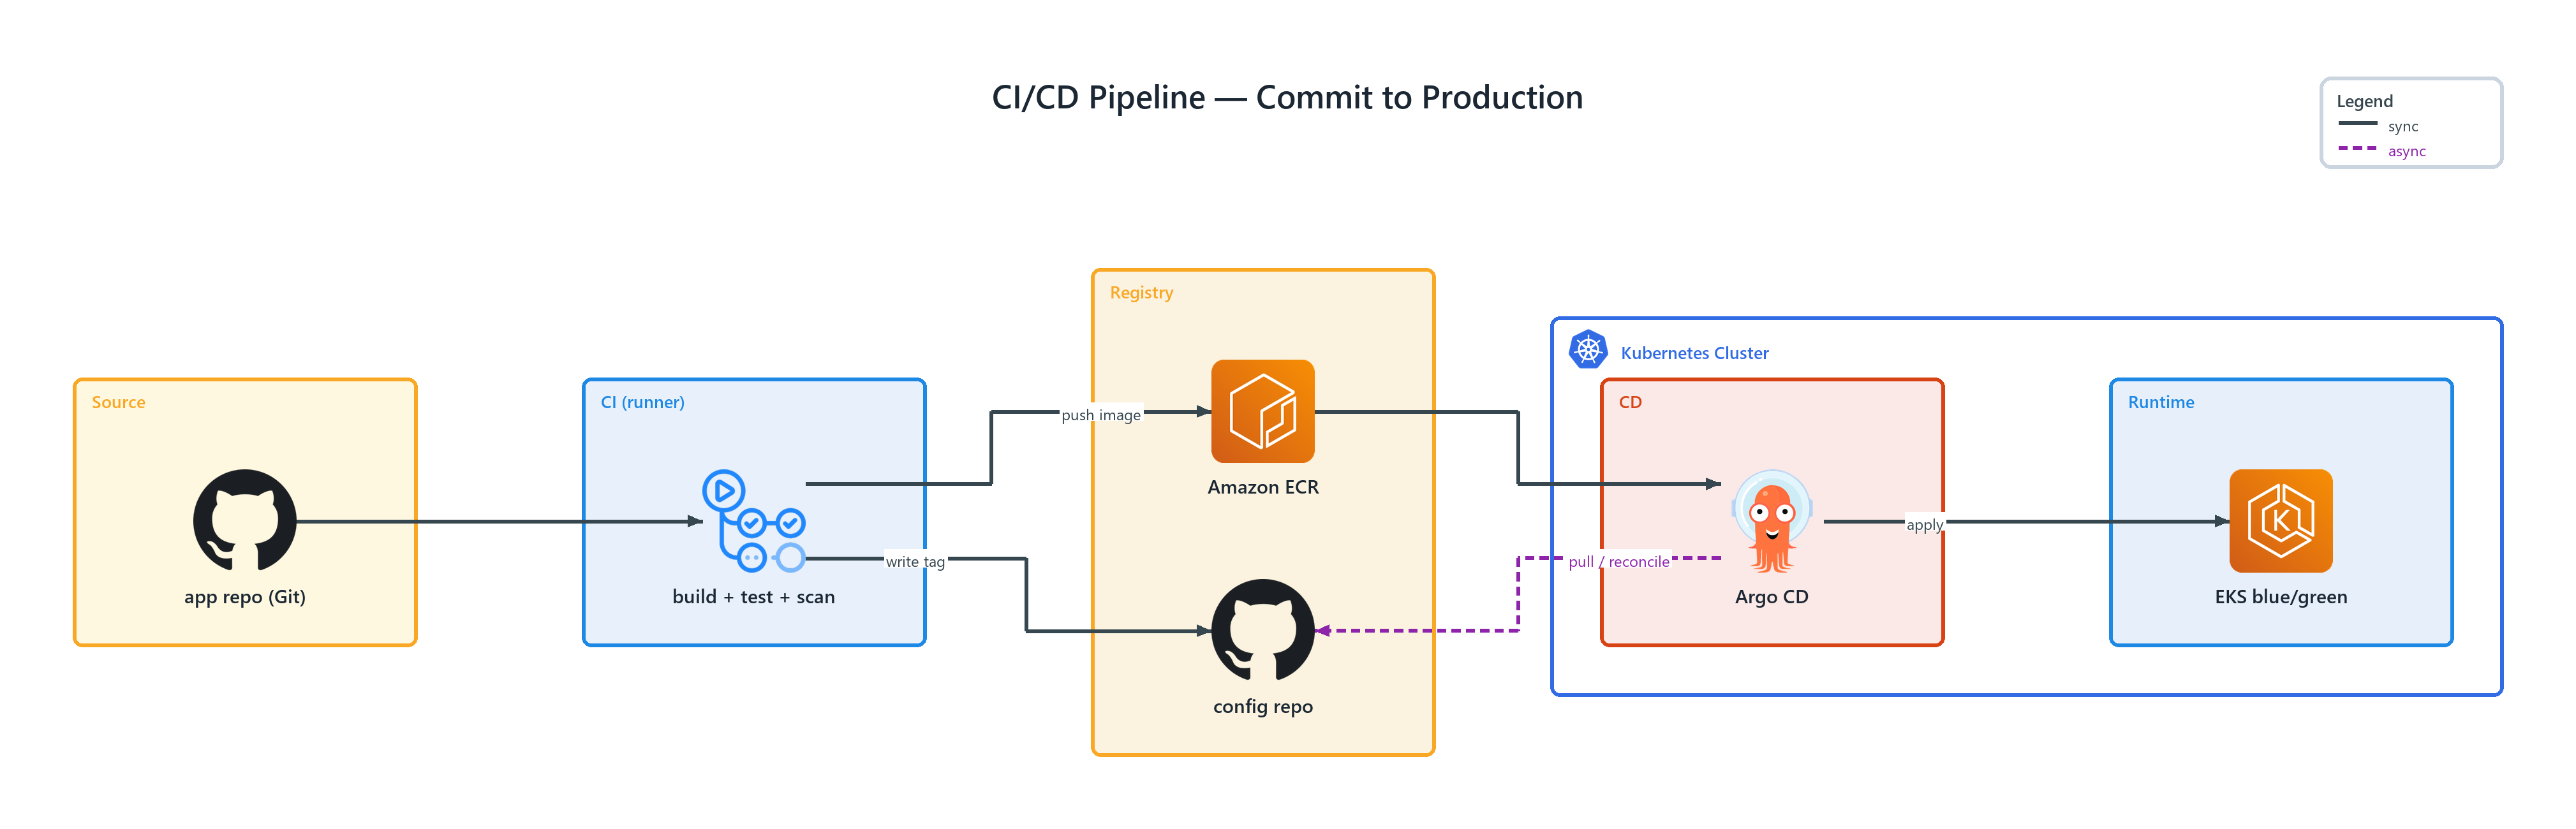 CI/CD Pipeline — Commit to Production
Legend
sync
async
Source
app repo (Git)
CI (runner)
build + test + scan
push image
write tag
Registry
Amazon ECR
config repo
Kubernetes Cluster
CD
pull / reconcile
Argo CD
apply
Runtime
K
EKS blue/green